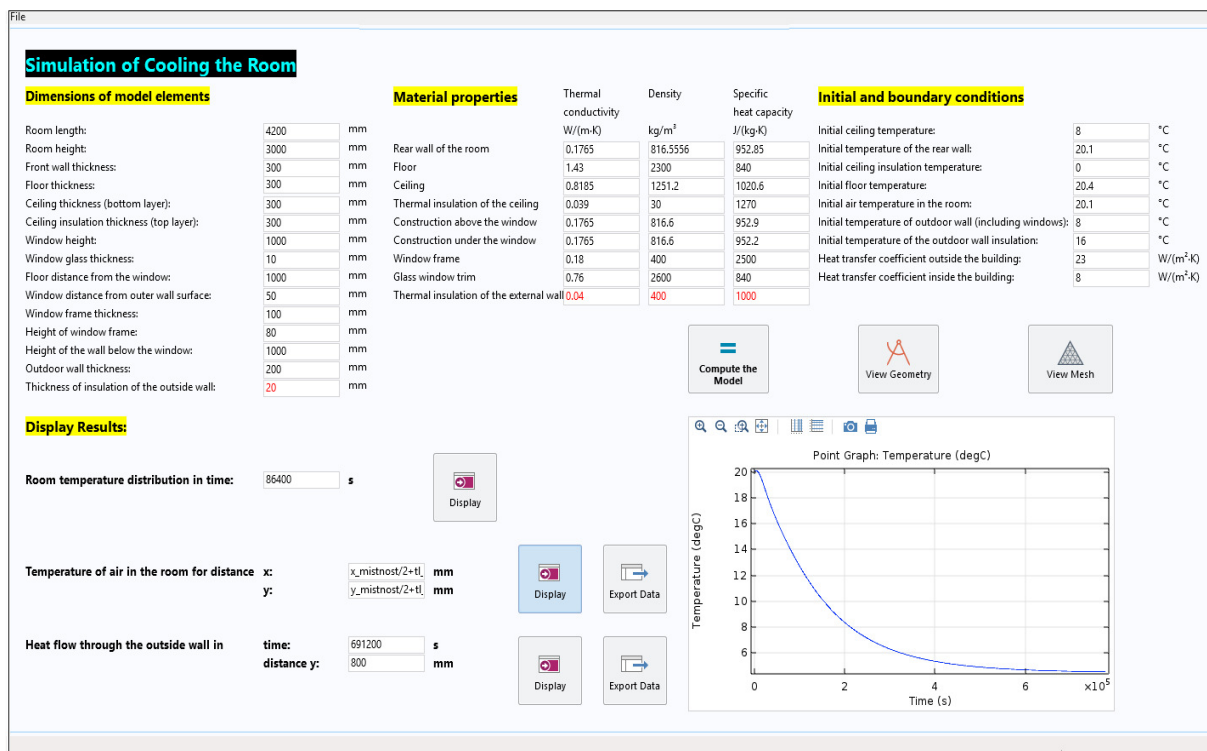 File
Simulation of Cooling the Room
Dimensions of model elements
Room length: 4200 mm
Room height: 3000 mm
Front wall thickness: 300 mm
Floor thickness: 300 mm
Ceiling thickness (bottom layer): 300 mm
Ceiling insulation thickness (top layer): 300 mm
Window height: 1000 mm
Window glass thickness: 10 mm
Floor distance from the window: 1000 mm
Window distance from outer wall surface: 50 mm
Window frame thickness: 100 mm
Height of window frame: 80 mm
Height of the wall below the window: 1000 mm
Outdoor wall thickness: 200 mm
Thickness of insulation of the outside wall: 20 mm
Material properties
Thermal conductivity W/(m·K)
Density kg/m³
Specific heat capacity J/(kg·K)
Rear wall of the room 0.1765 816.5556 952.85
Floor 1.43 2300 840
Ceiling 0.8185 1251.2 1020.6
Thermal insulation of the ceiling 0.039 30 1270
Construction above the window 0.1765 816.6 952.9
Construction under the window 0.1765 816.6 952.2
Window frame 0.18 400 2500
Glass window trim 0.76 2600 840
Thermal insulation of the external wall 0.04 400 1000
Initial and boundary conditions
Initial ceiling temperature: 8 °C
Initial temperature of the rear wall: 20.1 °C
Initial ceiling insulation temperature: 0 °C
Initial floor temperature: 20.4 °C
Initial air temperature in the room: 20.1 °C
Initial temperature of outdoor wall (including windows): 8 °C
Initial temperature of the outdoor wall insulation: 16 °C
Heat transfer coefficient outside the building: 23 W/(m²·K)
Heat transfer coefficient inside the building: 8 W/(m²·K)
=
Compute the
Model
View Geometry
View Mesh
Display Results:
Room temperature distribution in time: 86400 s
Display
Temperature of air in the room for distance x: x_mistnost/2+tl_ mm
y: y_mistnost/2+tl_ mm
Display
Export Data
Heat flow through the outside wall in time: 691200 s
distance y: 800 mm
Display
Export Data
Point Graph: Temperature (degC)
Temperature (degC)
20
18
16
14
12
10
8
6
0 2 4 6 ×10⁵
Time (s)